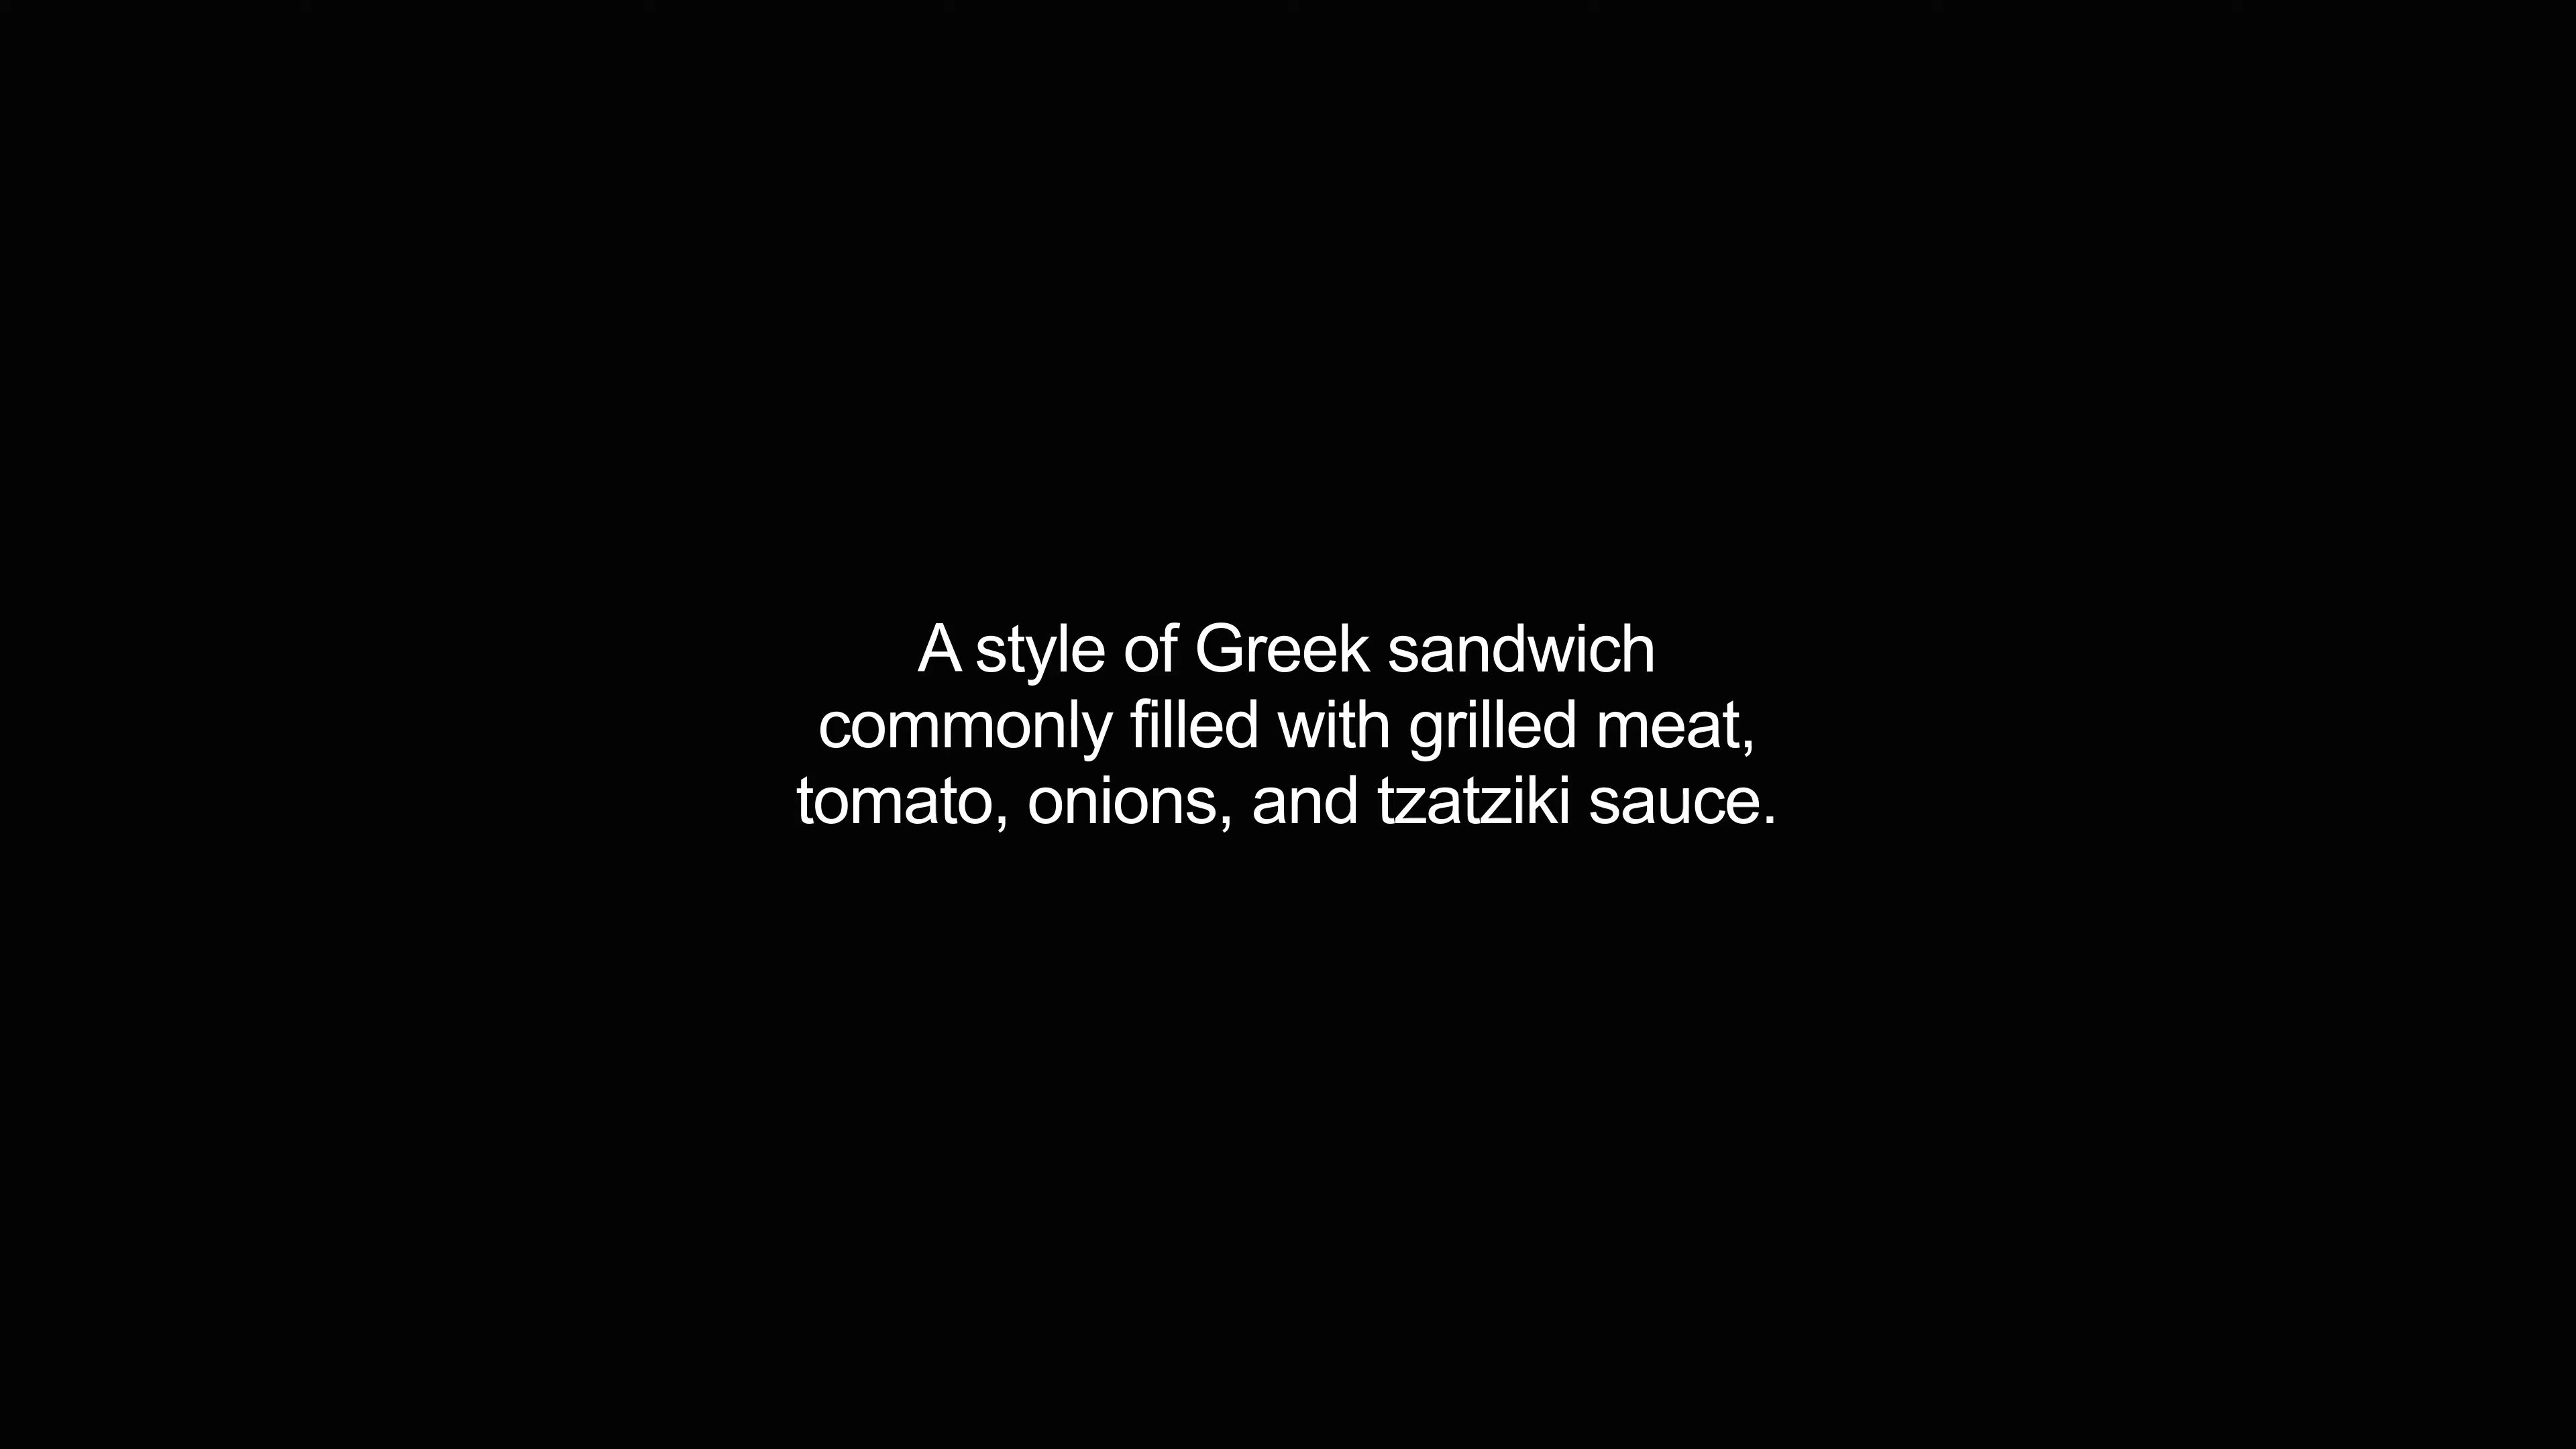 A style of Greek sandwich
commonly filled with grilled meat,
tomato, onions, and tzatziki sauce.